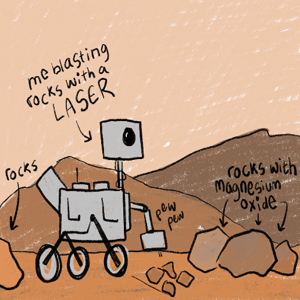 me blasting
rocks with a
LASER
rocks
pew
pew
rocks with
magnesium
oxide